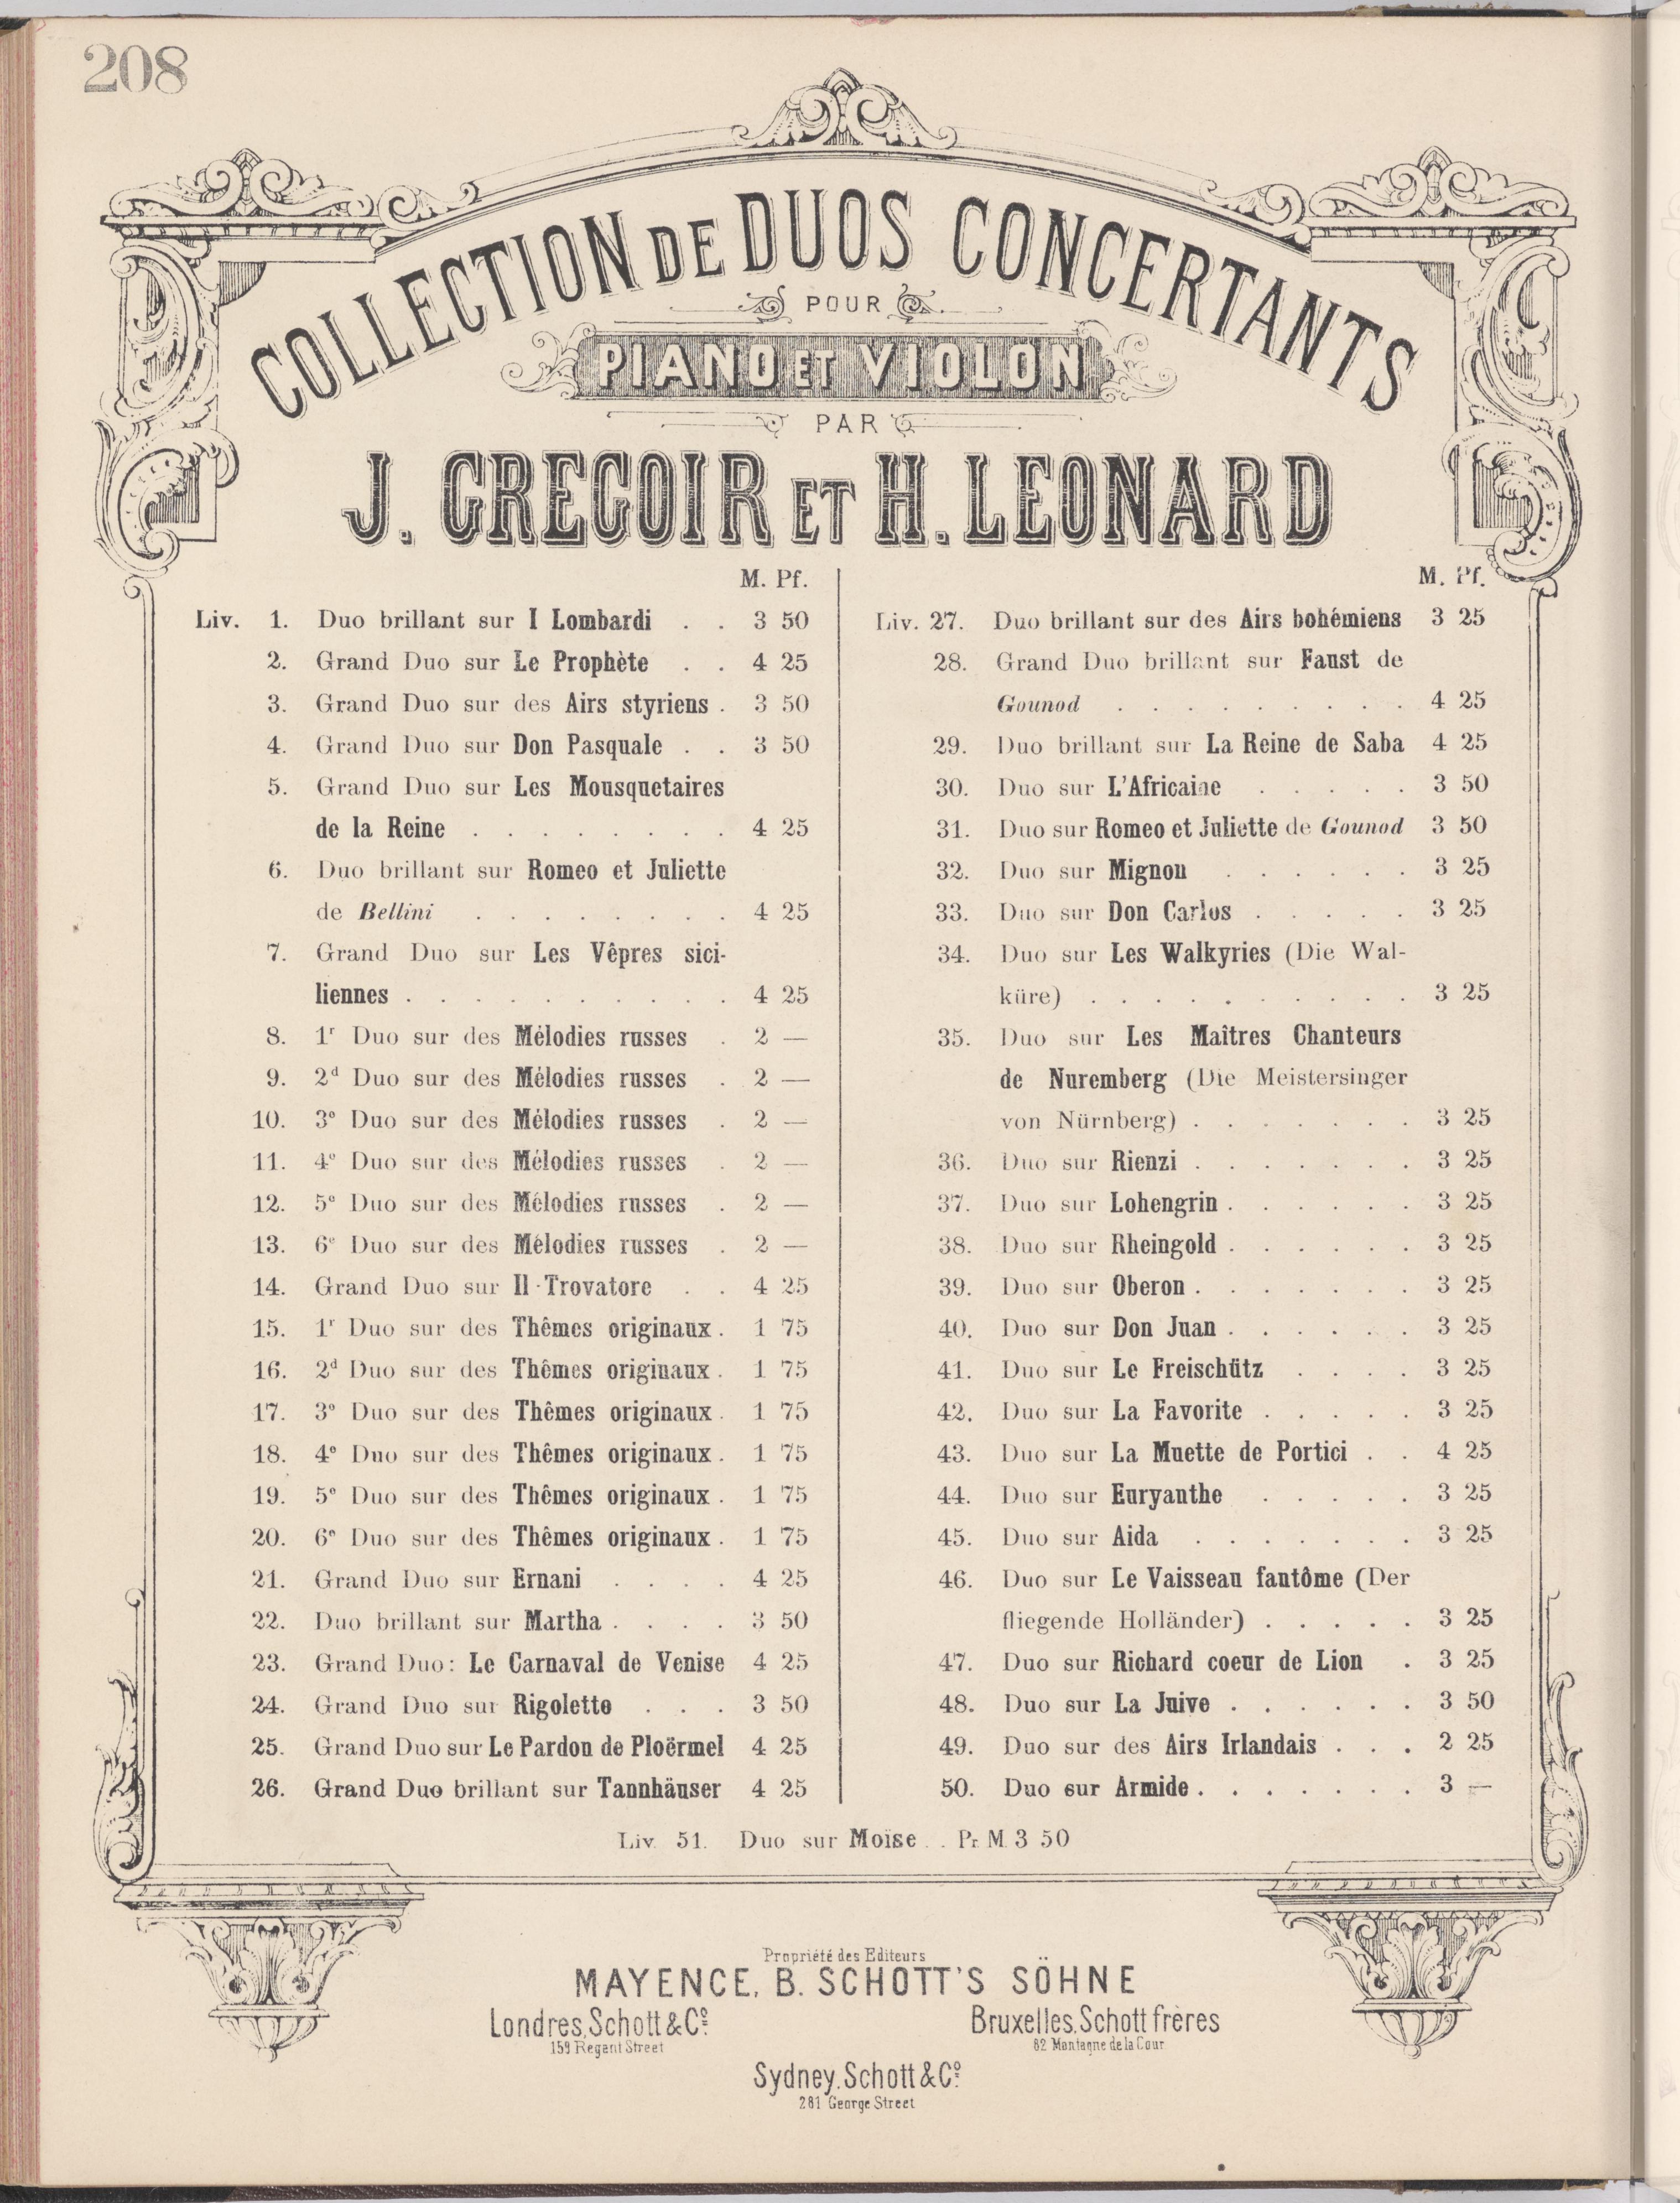 208
COLLECTION DE DUOS CONCERTANTS
POUR
PIANO ET VIOLON
PAR
J. GREGOIR ET H. LEONARD
M. Pf.
Liv. 1. Duo brillant sur I Lombardi . . 3 50
2. Grand Duo sur Le Prophète . . 4 25
3. Grand Duo sur des Airs styriens . 3 50
4. Grand Duo sur Don Pasquale . . 3 50
5. Grand Duo sur Les Mousquetaires
de la Reine . . . . . . . . 4 25
6. Duo brillant sur Romeo et Juliette
de Bellini . . . . . . . . 4 25
7. Grand Duo sur Les Vêpres sici-
liennes . . . . . . . . . . 4 25
8. 1r Duo sur des Mélodies russes . 2 —
9. 2d Duo sur des Mélodies russes . 2 —
10. 3e Duo sur des Mélodies russes . 2 —
11. 4e Duo sur des Mélodies russes . 2 —
12. 5e Duo sur des Mélodies russes . 2 —
13. 6e Duo sur des Mélodies russes . 2 —
14. Grand Duo sur Il Trovatore . . 4 25
15. 1r Duo sur des Thêmes originaux . 1 75
16. 2d Duo sur des Thêmes originaux . 1 75
17. 3e Duo sur des Thêmes originaux . 1 75
18. 4e Duo sur des Thêmes originaux . 1 75
19. 5e Duo sur des Thêmes originaux . 1 75
20. 6e Duo sur des Thêmes originaux . 1 75
21. Grand Duo sur Ernani . . . . 4 25
22. Duo brillant sur Martha . . . . 3 50
23. Grand Duo: Le Carnaval de Venise 4 25
24. Grand Duo sur Rigoletto . . . 3 50
25. Grand Duo sur Le Pardon de Ploërmel 4 25
26. Grand Duo brillant sur Tannhäuser 4 25
M. Pf.
Liv. 27. Duo brillant sur des Airs bohémiens 3 25
28. Grand Duo brillant sur Faust de
Gounod . . . . . . . . . 4 25
29. Duo brillant sur La Reine de Saba 4 25
30. Duo sur L'Africaine . . . . . 3 50
31. Duo sur Romeo et Juliette de Gounod 3 50
32. Duo sur Mignon . . . . . . 3 25
33. Duo sur Don Carlos . . . . . 3 25
34. Duo sur Les Walkyries (Die Wal-
küre) . . . . . . . . . . 3 25
35. Duo sur Les Maîtres Chanteurs
de Nuremberg (Die Meistersinger
von Nürnberg) . . . . . . . 3 25
36. Duo sur Rienzi . . . . . . . 3 25
37. Duo sur Lohengrin . . . . . . 3 25
38. Duo sur Rheingold . . . . . . 3 25
39. Duo sur Oberon . . . . . . . 3 25
40. Duo sur Don Juan . . . . . . 3 25
41. Duo sur Le Freischütz . . . . 3 25
42. Duo sur La Favorite . . . . . 3 25
43. Duo sur La Muette de Portici . . 4 25
44. Duo sur Euryanthe . . . . . 3 25
45. Duo sur Aida . . . . . . . 3 25
46. Duo sur Le Vaisseau fantôme (Der
fliegende Holländer) . . . . . 3 25
47. Duo sur Richard coeur de Lion . 3 25
48. Duo sur La Juive . . . . . . 3 50
49. Duo sur des Airs Irlandais . . . 2 25
50. Duo sur Armide . . . . . . . 3 —
Liv. 51. Duo sur Moïse . . Pr. M. 3 50
Propriété des Editeurs
MAYENCE, B. SCHOTT'S SÖHNE
Londres, Schott & Co.
159 Regent Street
Bruxelles, Schott frères
82 Montagne de la Cour
Sydney, Schott & Co.
281 George Street